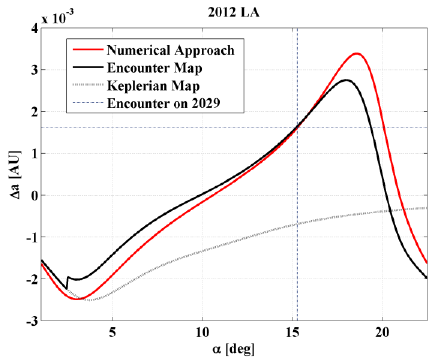 2012 LA
x 10⁻³
4
3
2
1
0
-1
-2
-3
Δa [AU]
Numerical Approach
Encounter Map
Keplerian Map
Encounter on 2029
5
10
15
20
α [deg]